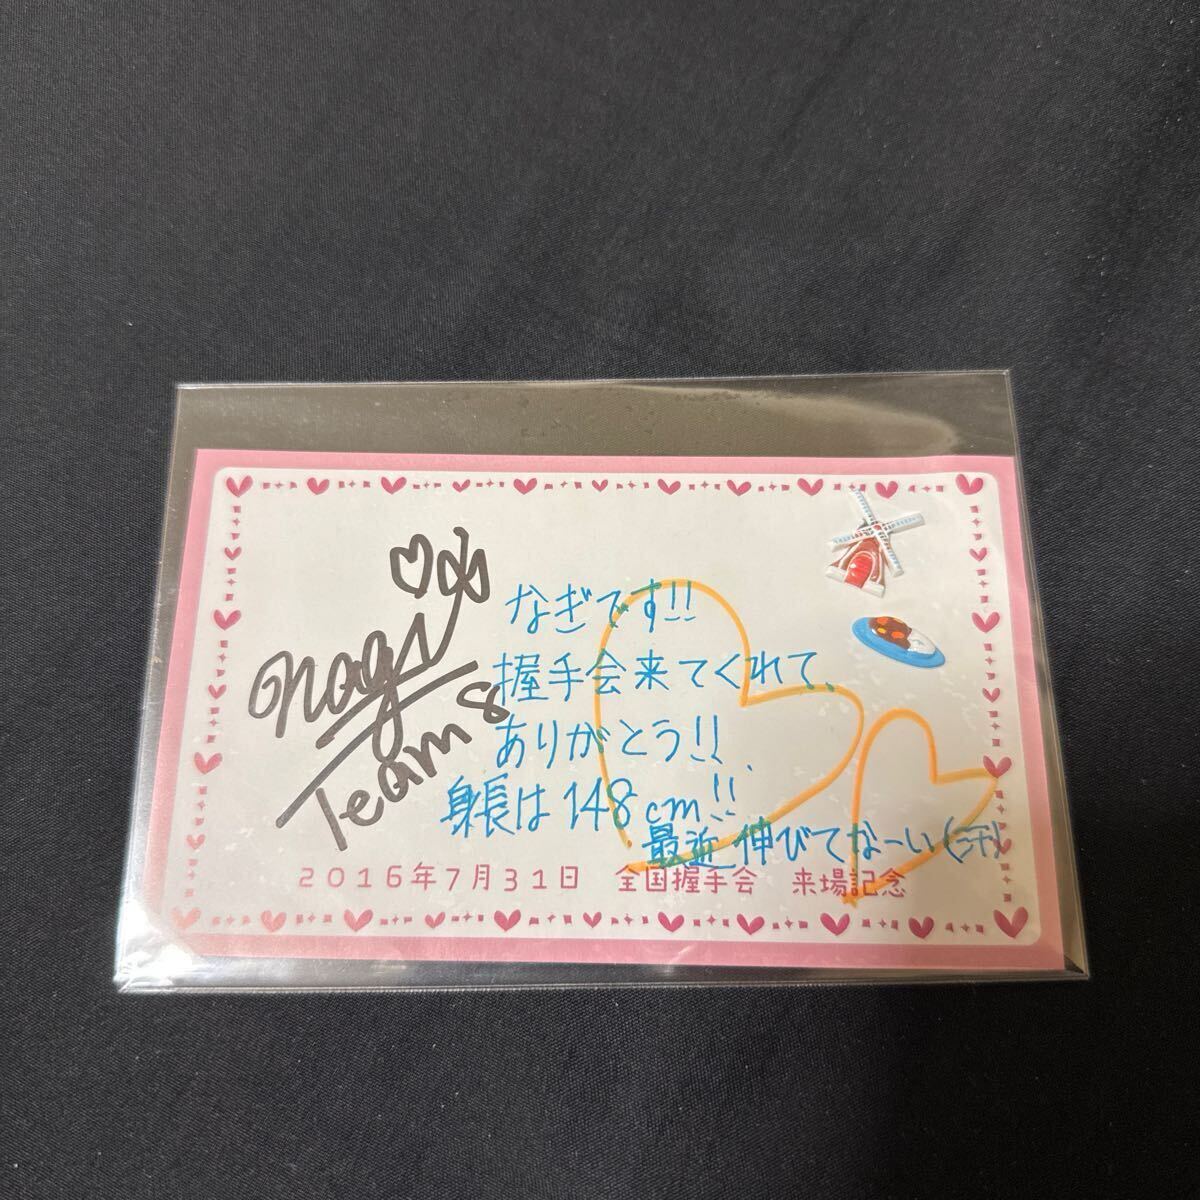 Nagi
Team 8
なぎです!!
握手会来てくれて、
ありがとう!!
身長は148cm!!
最近伸びてなーい(汗)
2016年7月31日 全国握手会 来場記念